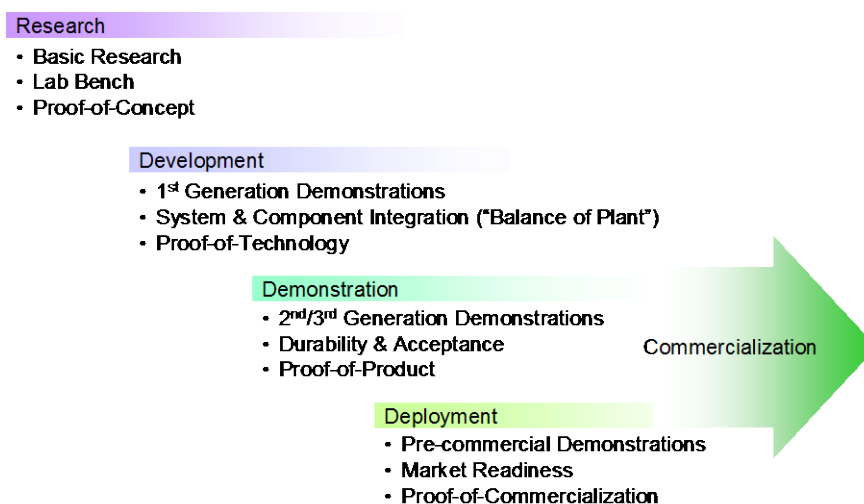 Research
• Basic Research
• Lab Bench
• Proof-of-Concept
Development
• 1st Generation Demonstrations
• System & Component Integration (“Balance of Plant”)
• Proof-of-Technology
Demonstration
• 2nd/3rd Generation Demonstrations
• Durability & Acceptance
• Proof-of-Product
Commercialization
Deployment
• Pre-commercial Demonstrations
• Market Readiness
• Proof-of-Commercialization